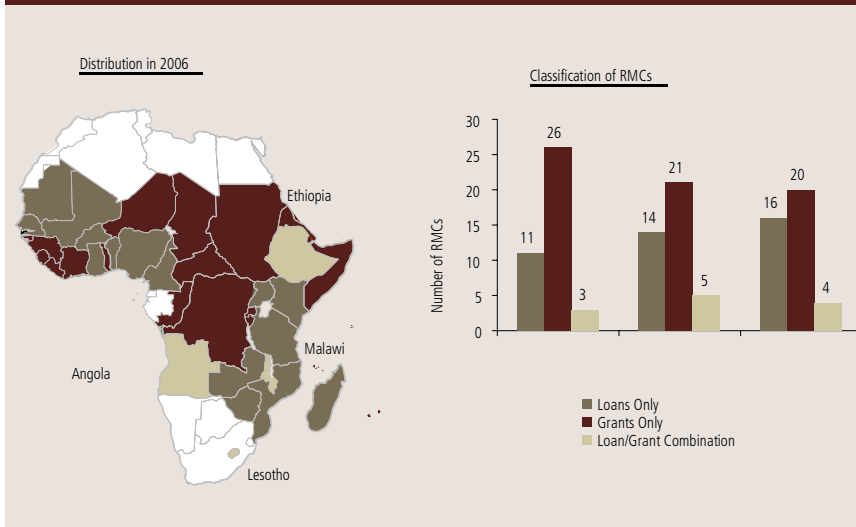 Distribution in 2006
Ethiopia
Malawi
Angola
Lesotho
Classification of RMCs
Number of RMCs
30
25
20
15
10
5
0
11
26
3
14
21
5
16
20
4
Loans Only
Grants Only
Loan/Grant Combination